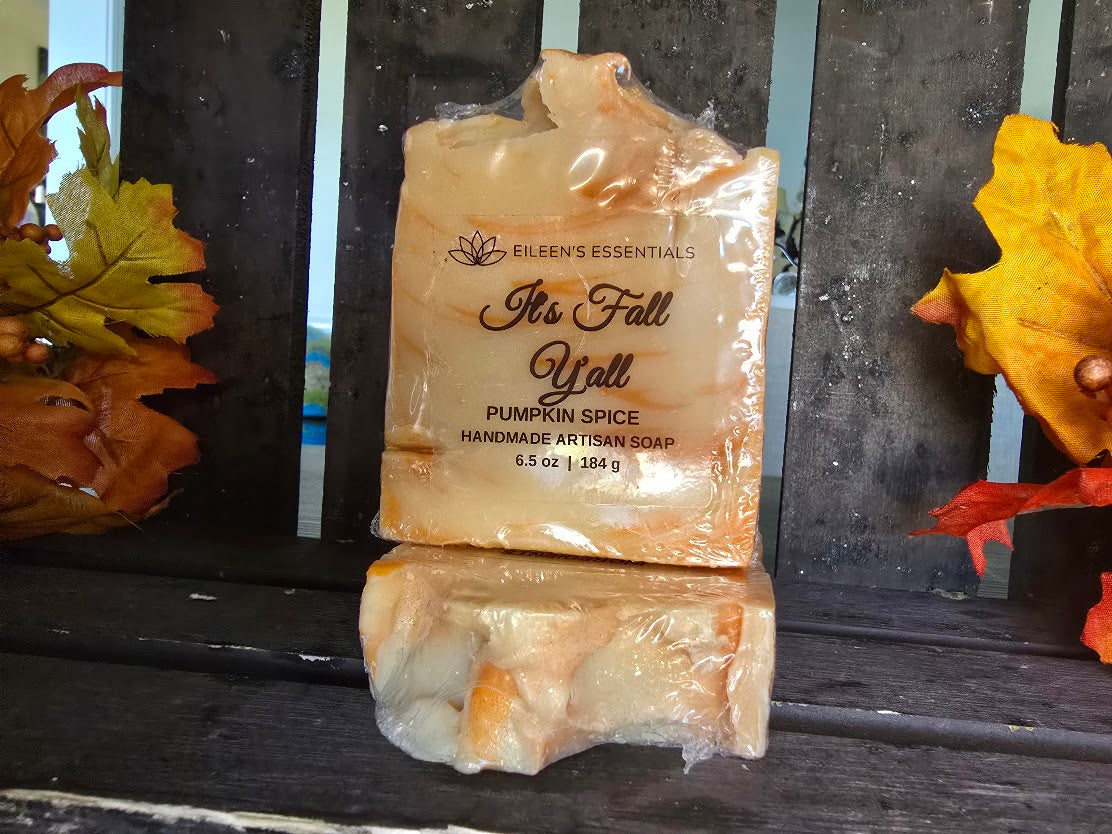 EILEEN'S ESSENTIALS
It's Fall
Y'all
PUMPKIN SPICE
HANDMADE ARTISAN SOAP
6.5 oz | 184 g